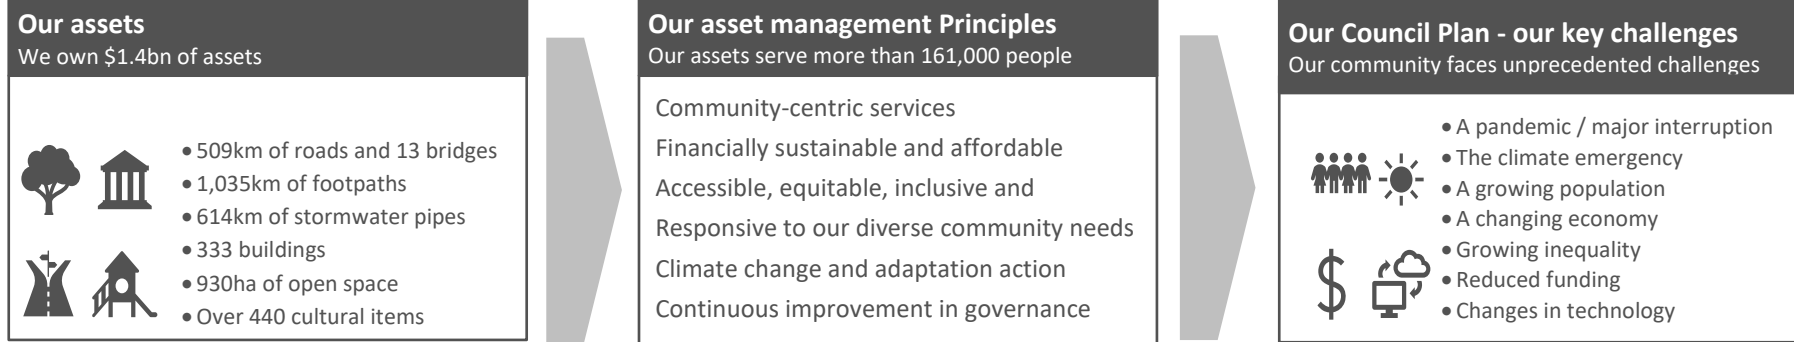 Our assets
We own $1.4bn of assets
• 509km of roads and 13 bridges
• 1,035km of footpaths
• 614km of stormwater pipes
• 333 buildings
• 930ha of open space
• Over 440 cultural items
Our asset management Principles
Our assets serve more than 161,000 people
Community-centric services
Financially sustainable and affordable
Accessible, equitable, inclusive and
Responsive to our diverse community needs
Climate change and adaptation action
Continuous improvement in governance
Our Council Plan - our key challenges
Our community faces unprecedented challenges
• A pandemic / major interruption
• The climate emergency
• A growing population
• A changing economy
• Growing inequality
• Reduced funding
• Changes in technology